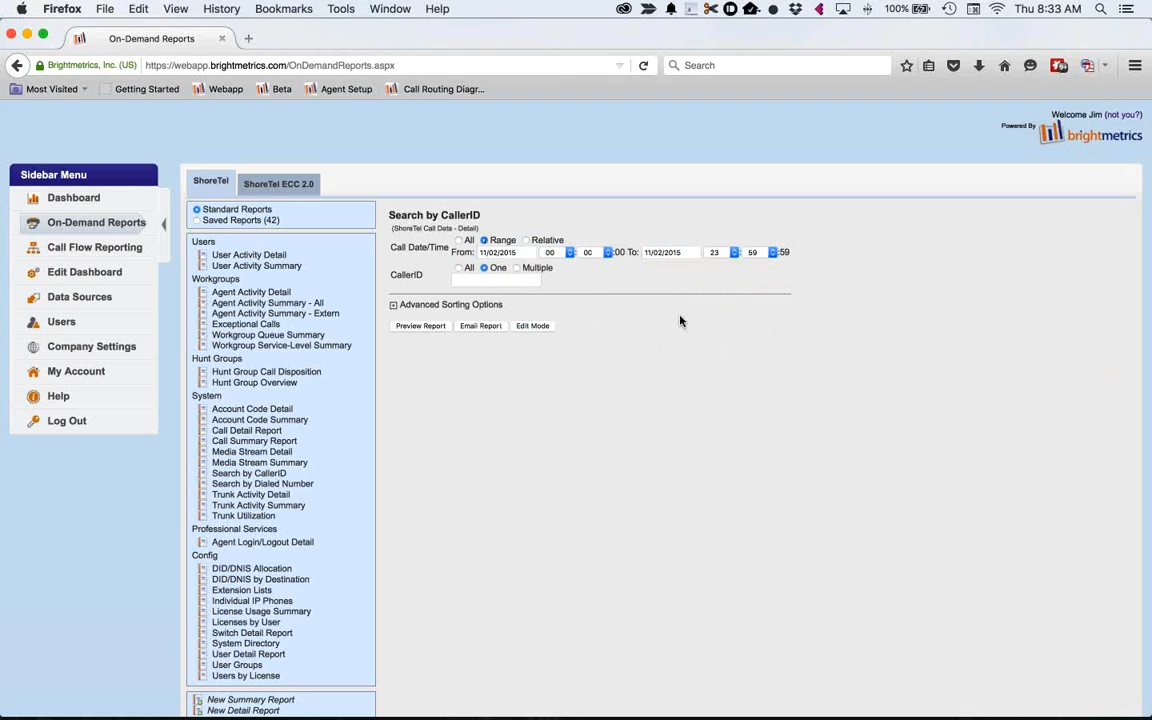 Firefox File Edit View History Bookmarks Tools Window Help 100% Thu 8:33 AM
On-Demand Reports
Brightmetrics, Inc. (US) https://webapp.brightmetrics.com/OnDemandReports.aspx Search
Most Visited Getting Started Webapp Beta Agent Setup Call Routing Diagr...
Welcome Jim (not you?)
Powered By brightmetrics
Sidebar Menu
Dashboard
On-Demand Reports
Call Flow Reporting
Edit Dashboard
Data Sources
Users
Company Settings
My Account
Help
Log Out
ShoreTel ShoreTel ECC 2.0
Standard Reports
Saved Reports (42)
Users
User Activity Detail
User Activity Summary
Workgroups
Agent Activity Detail
Agent Activity Summary - All
Agent Activity Summary - Extern
Exceptional Calls
Workgroup Queue Summary
Workgroup Service-Level Summary
Hunt Groups
Hunt Group Call Disposition
Hunt Group Overview
System
Account Code Detail
Account Code Summary
Call Detail Report
Call Summary Report
Media Stream Detail
Media Stream Summary
Search by CallerID
Search by Dialed Number
Trunk Activity Detail
Trunk Activity Summary
Trunk Utilization
Professional Services
Agent Login/Logout Detail
Config
DID/DNIS Allocation
DID/DNIS by Destination
Extension Lists
Individual IP Phones
License Usage Summary
Licenses by User
Switch Detail Report
System Directory
User Detail Report
User Groups
Users by License
New Summary Report
New Detail Report
Search by CallerID
(ShoreTel Call Data - Detail)
All Range Relative
Call Date/Time From: 11/02/2015 00 : 00 :00 To: 11/02/2015 23 : 59 :59
All One Multiple
CallerID
Advanced Sorting Options
Preview Report Email Report Edit Mode